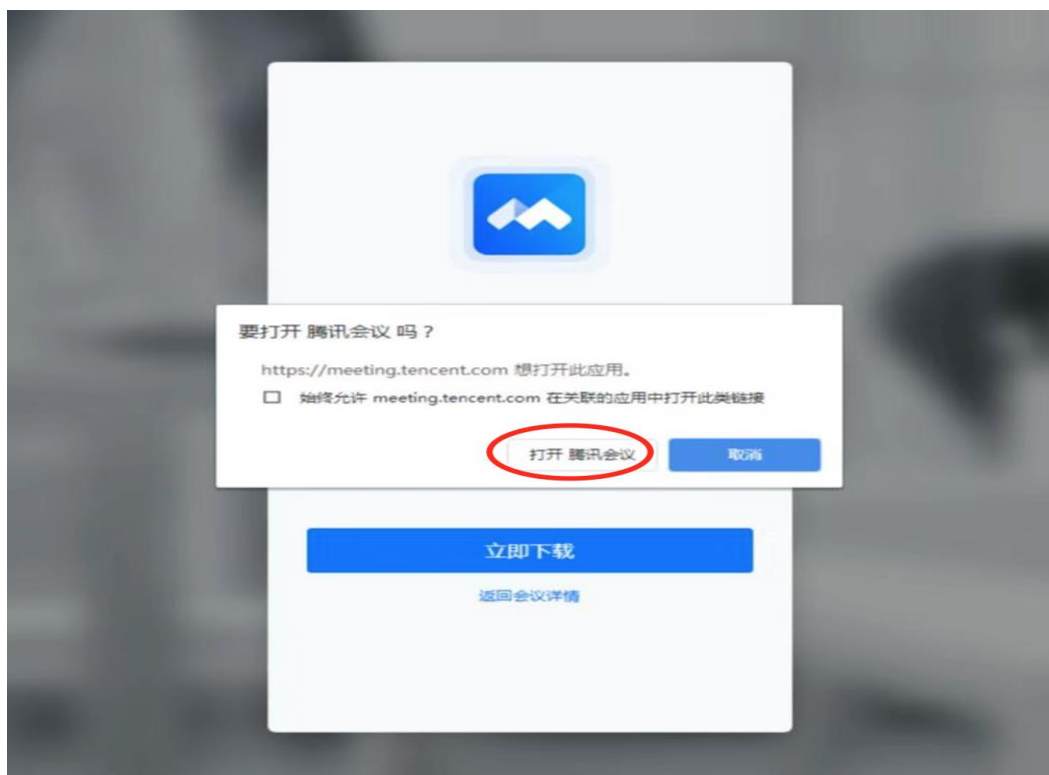 要打开 腾讯会议 吗？
https://meeting.tencent.com 想打开此应用。
始终允许 meeting.tencent.com 在关联的应用中打开此类链接
打开 腾讯会议
取消
立即下载
返回会议详情